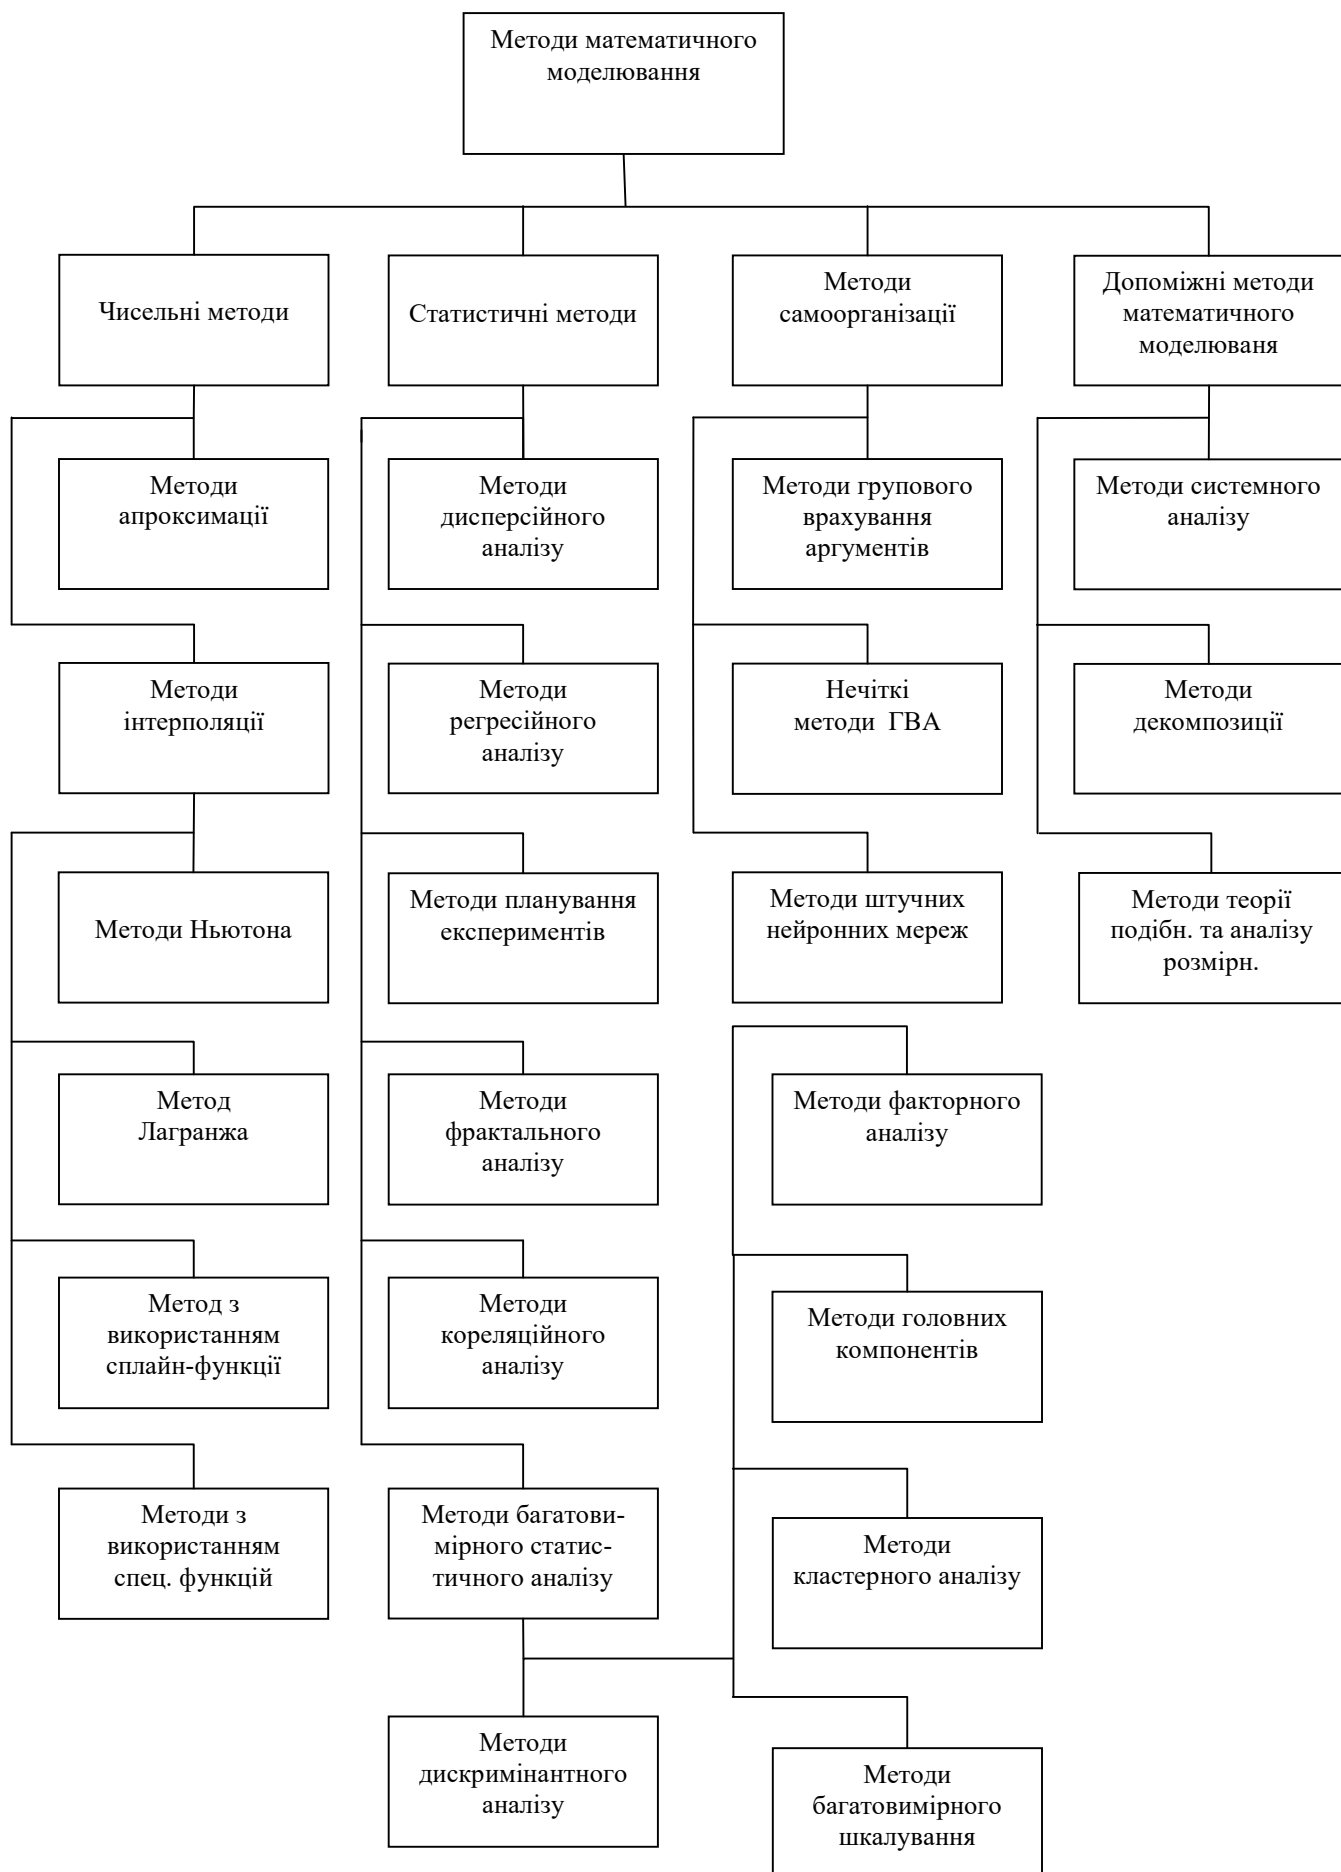 Методи математичного
моделювання
Чисельні методи
Статистичні методи
Методи
самоорганізації
Допоміжні методи
математичного
моделюваня
Методи
апроксимації
Методи
дисперсійного
аналізу
Методи групового
врахування
аргументів
Методи системного
аналізу
Методи
інтерполяції
Методи
регресійного
аналізу
Нечіткі
методи ГВА
Методи
декомпозиції
Методи Ньютона
Методи планування
експериментів
Методи штучних
нейронних мереж
Методи теорії
подібн. та аналізу
розмірн.
Метод
Лагранжа
Методи
фрактального
аналізу
Методи факторного
аналізу
Метод з
використанням
сплайн-функції
Методи
кореляційного
аналізу
Методи головних
компонентів
Методи з
використанням
спец. функцій
Методи багатови-
мірного статис-
тичного аналізу
Методи
кластерного аналізу
Методи
дискримінантного
аналізу
Методи
багатовимірного
шкалування